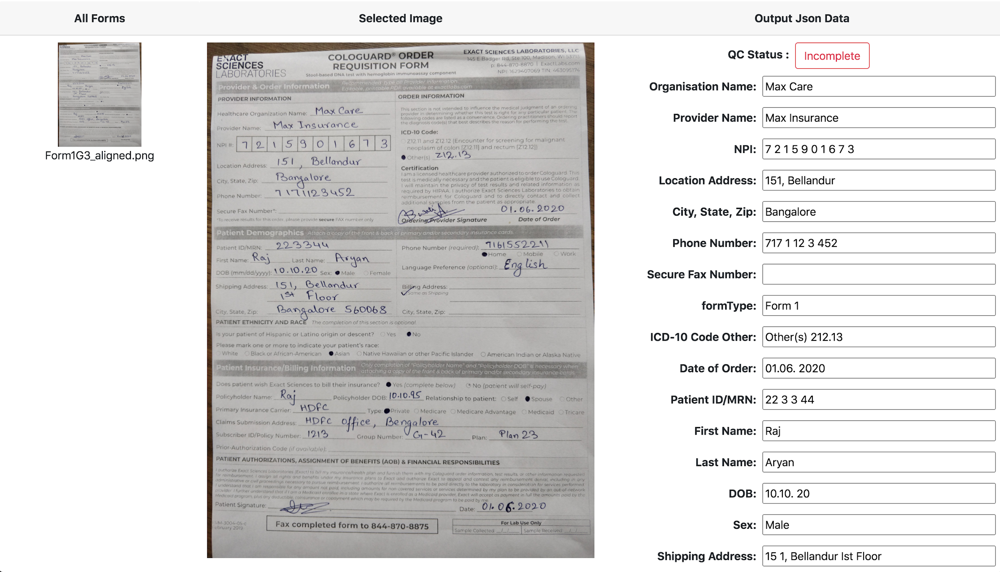 All Forms
Selected Image
Output Json Data
Form1G3_aligned.png
EXACT
SCIENCES
LABORATORIES
COLOGUARD® ORDER
REQUISITION FORM
Stool-based DNA test with hemoglobin immunoassay component
EXACT SCIENCES LABORATORIES, LLC
145 E Badger Rd, Ste 100, Madison, WI 53713
p: 844-870-8870 | ExactLabs.com
NPI: 1629407069 TIN: 463095174
Provider & Order Information
Recommended: type all Provider Information.
Editable, printable PDF available at exactlabs.com
PROVIDER INFORMATION
Healthcare Organization Name: Max Care
Provider Name: Max Insurance
NPI #: 7 2 1 5 9 0 1 6 7 3
Location Address: 151, Bellandur
City, State, Zip: Bangalore
Phone Number: 7171123452
Secure Fax Number*:
*To receive results for this order, please provide secure FAX number only
ORDER INFORMATION
This section is not intended to influence the medical judgment of an ordering
provider in determining whether this test is right for any particular patient. The
following codes are listed as a convenience. Ordering practitioners should report
the diagnosis code(s) that best describes the reason for performing the test.
ICD-10 Code:
Z12.11 and Z12.12 (Encounter for screening for malignant
neoplasm of colon [Z12.11] and rectum [Z12.12])
Other(s) Z12.13
Certification
I am a licensed healthcare provider authorized to order Cologuard. This
test is medically necessary and the patient is eligible to use Cologuard.
I will maintain the privacy of test results and related information as
required by HIPAA. I authorize Exact Sciences Laboratories to obtain
reimbursement for Cologuard and to directly contact and collect
additional samples from the patient as appropriate.
01.06.2020
Ordering Provider Signature Date of Order
Patient Demographics Attach a copy of the front & back of primary and/or secondary insurance cards.
Patient ID/MRN: 223344
First Name: Raj Last Name: Aryan
DOB (mm/dd/yyyy): 10.10.20 Sex: Male Female
Shipping Address: 151, Bellandur
1st Floor
City, State, Zip: Bangalore 560068
Phone Number (required): 7161552211
Home Mobile Work
Language Preference (optional): English
Billing Address:
Same as Shipping
City, State, Zip:
PATIENT ETHNICITY AND RACE The completion of this section is optional.
Is your patient of Hispanic or Latino origin or descent? Yes No
Please mark one or more to indicate your patient's race:
White Black or African-American Asian Native Hawaiian or other Pacific Islander American Indian or Alaska Native
Patient Insurance/Billing Information
Only completion of "Policyholder Name" and "Policyholder DOB" is necessary when
attaching a copy of the front & back of primary and/or secondary insurance cards.
Does patient wish Exact Sciences to bill their insurance? Yes (complete below) No (patient will self-pay)
Policyholder Name: Raj Policyholder DOB: 10.10.95 Relationship to patient: Self Spouse Other
Primary Insurance Carrier: HDFC Type: Private Medicare Medicare Advantage Medicaid Tricare
Claims Submission Address: HDFC office, Bengalore
Subscriber ID/Policy Number: 1213 Group Number: G-42 Plan: Plan 23
Prior-Authorization Code (if available):
PATIENT AUTHORIZATIONS, ASSIGNMENT OF BENEFITS (AOB) & FINANCIAL RESPONSIBILITIES
I authorize Exact Sciences Laboratories (Exact) to bill my insurance/health plan and furnish them with my Cologuard order information, test results, or other information requested
for reimbursement. I assign all rights and benefits under my insurance plans to Exact and authorize Exact to appeal and contest any reimbursement denial, including in any
administrative or civil proceedings necessary to pursue reimbursement. I authorize all reimbursements to be paid directly to the laboratory in consideration for services performed.
I understand that I am responsible for any amount not paid, including amounts for non-covered services or services determined by my plan to be provided by an out-of-network
provider. I further understand that if I am a Medicaid enrollee in a state where Exact is enrolled as a Medicaid provider, Exact will accept as payment in full the amounts paid by the
Medicaid program, plus any deductible, coinsurance or copayment which may be required by the Medicaid program to be paid by me.
Patient Signature: Date: 01.06.2020
RM-3004-05-c
ebruary 2019
Fax completed form to 844-870-8875
For Lab Use Only
Sample Collected: _/_/_ Sample Received: _/_/_
QC Status : Incomplete
Organisation Name: Max Care
Provider Name: Max Insurance
NPI: 7 2 1 5 9 0 1 6 7 3
Location Address: 151, Bellandur
City, State, Zip: Bangalore
Phone Number: 717 1 12 3 452
Secure Fax Number:
formType: Form 1
ICD-10 Code Other: Other(s) 212.13
Date of Order: 01.06. 2020
Patient ID/MRN: 22 3 3 44
First Name: Raj
Last Name: Aryan
DOB: 10.10. 20
Sex: Male
Shipping Address: 15 1, Bellandur Ist Floor